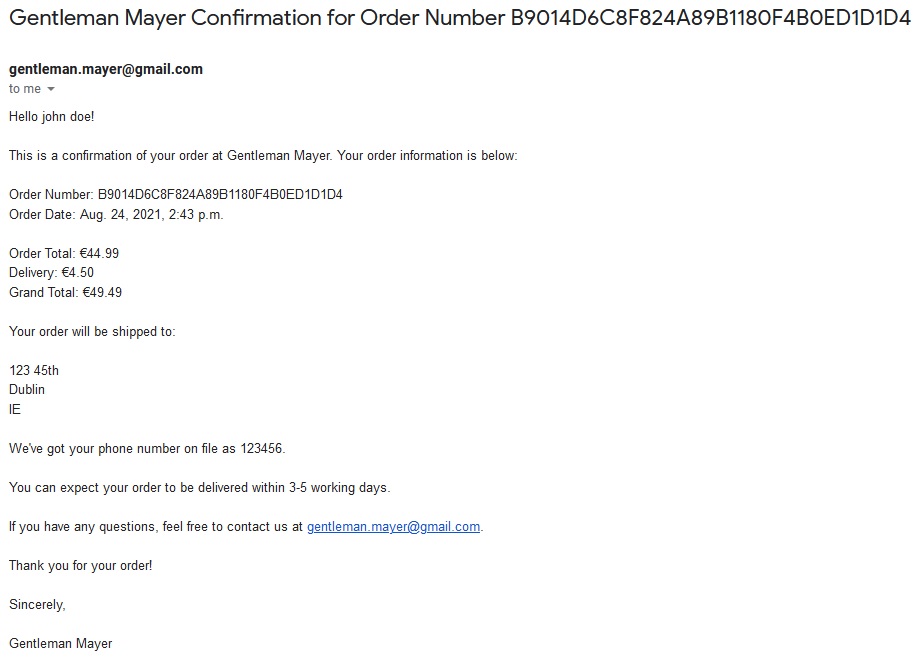 Gentleman Mayer Confirmation for Order Number B9014D6C8F824A89B1180F4B0ED1D1D4
gentleman.mayer@gmail.com
to me
Hello john doe!
This is a confirmation of your order at Gentleman Mayer. Your order information is below:
Order Number: B9014D6C8F824A89B1180F4B0ED1D1D4
Order Date: Aug. 24, 2021, 2:43 p.m.
Order Total: €44.99
Delivery: €4.50
Grand Total: €49.49
Your order will be shipped to:
123 45th
Dublin
IE
We've got your phone number on file as 123456.
You can expect your order to be delivered within 3-5 working days.
If you have any questions, feel free to contact us at gentleman.mayer@gmail.com.
Thank you for your order!
Sincerely,
Gentleman Mayer